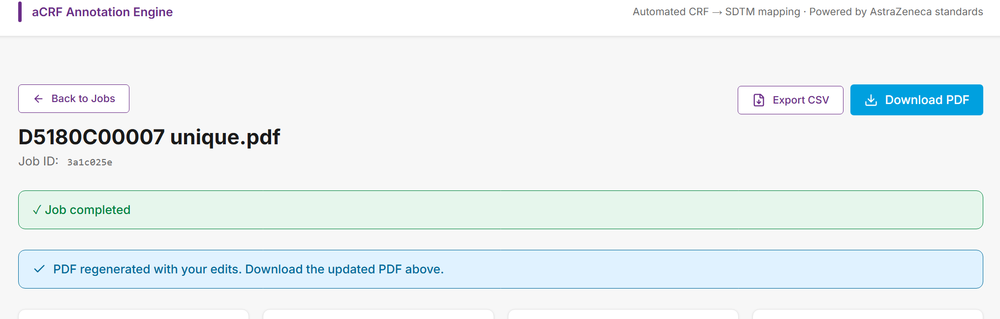 aCRF Annotation Engine
Automated CRF → SDTM mapping · Powered by AstraZeneca standards
← Back to Jobs
Export CSV
Download PDF
D5180C00007 unique.pdf
Job ID: 3a1c025e
✓ Job completed
✓ PDF regenerated with your edits. Download the updated PDF above.